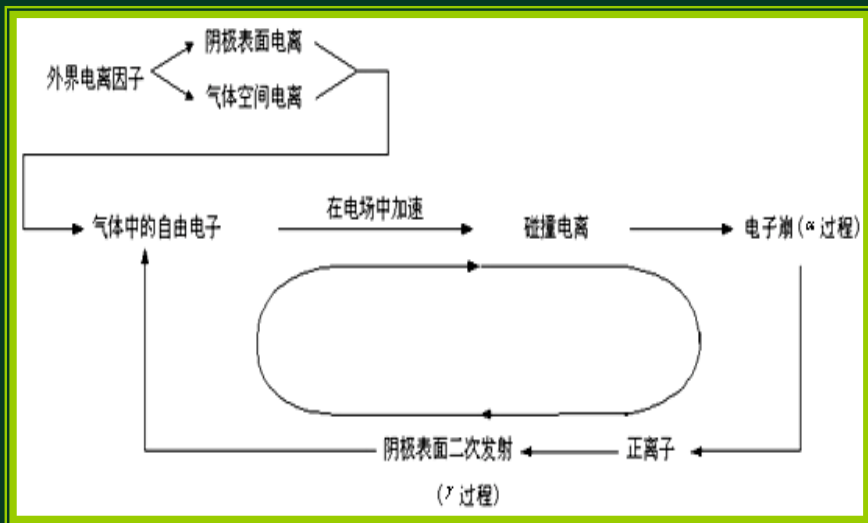 阴极表面电离
外界电离因子
气体空间电离
在电场中加速
气体中的自由电子
碰撞电离
电子崩(α过程)
阴极表面二次发射
正离子
(γ过程)